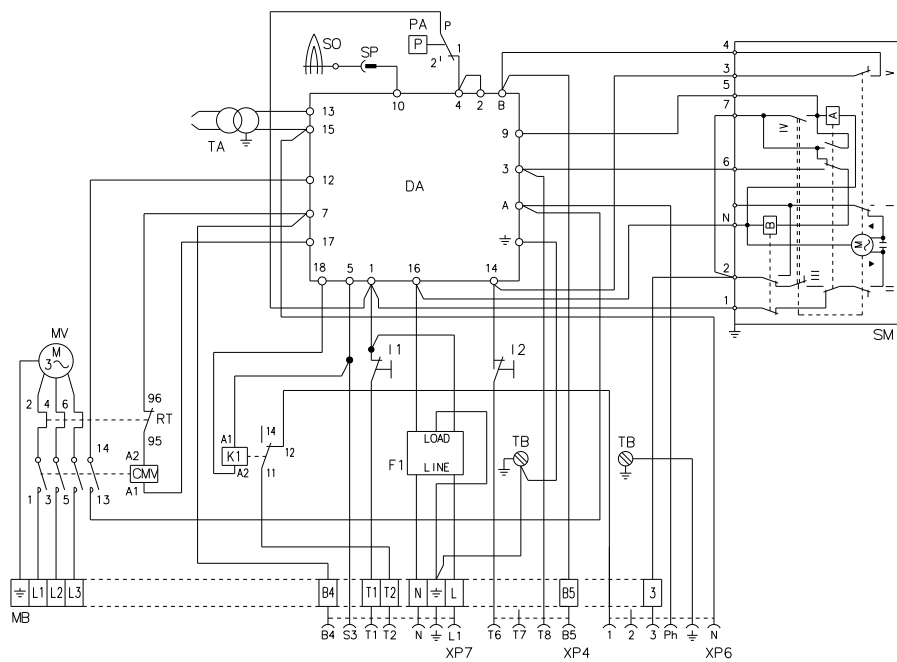 PA P
SO
SP
P 1
2'
4
3
5
7
6
N
2
1
V
IV
A
I
B
M
III
II
SM
10 4 2 B
13
15
TA
12
7
17
9
3
A
DA
18 5 1 16 14
MV
M
3
I1
I2
2 4 6
96
RT
95
14
A2
CMV
A1
1 3 5 13
A1
K1
A2
14
12
11
F1
LOAD
LINE
TB
TB
L1 L2 L3
B4 T1 T2 N L B5 3
MB
B4 S3 T1 T2 N L1 T6 T7 T8 B5 1 2 3 Ph N
XP7 XP4 XP6